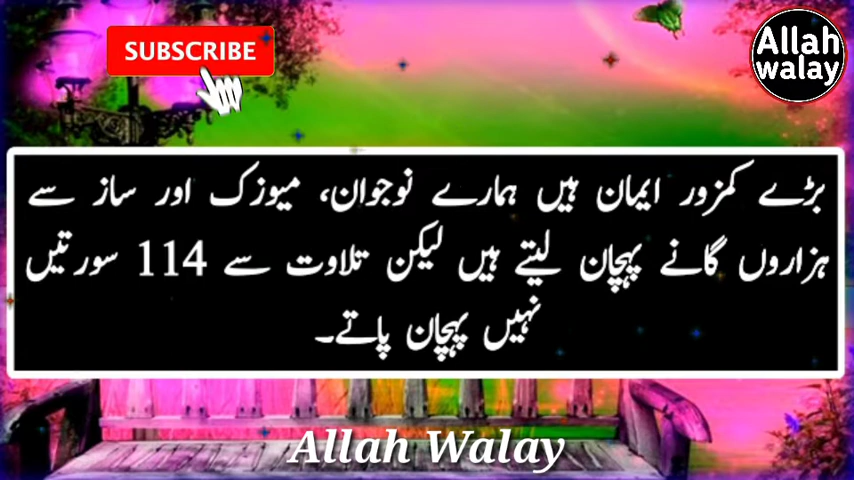 SUBSCRIBE
Allah
walay
بڑے کمزور ایمان ہیں ہمارے نوجوان، میوزک اور ساز سے
ہزاروں گانے پہچان لیتے ہیں لیکن تلاوت سے 114 سورتیں
نہیں پہچان پاتے۔
Allah Walay